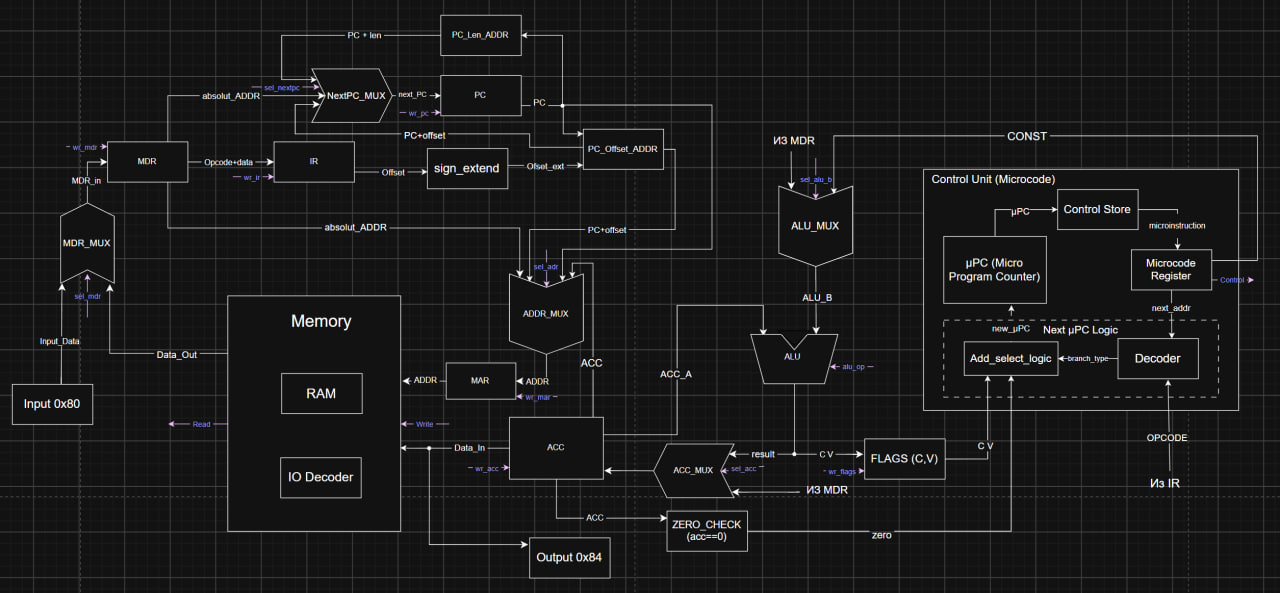 PC + len
PC_Len_ADDR
sel_nextpc
absolut_ADDR
NextPC_MUX
next_PC
PC
wr_pc
PC
PC+offset
wr_mdr
MDR
Opcode+data
wr_ir
IR
Offset
sign_extend
Ofset_ext
PC_Offset_ADDR
MDR_in
MDR_MUX
sel_mdr
Input_Data
Input 0x80
absolut_ADDR
PC+offset
sel_adr
ADDR_MUX
Data_Out
Memory
RAM
IO Decoder
Read
Write
ADDR
MAR
ADDR
wr_mar
ACC
Data_In
wr_acc
ACC
ACC_A
ACC
Output 0x84
ИЗ MDR
sel_alu_b
ALU_MUX
ALU_B
ALU
alu_op
result
C V
ACC_MUX
sel_acc
ИЗ MDR
wr_flags
FLAGS (C,V)
ZERO_CHECK
(acc==0)
zero
C V
CONST
Control Unit (Microcode)
µPC
Control Store
microinstruction
µPC (Micro
Program Counter)
Microcode
Register
Control
next_addr
new_µPC
Next µPC Logic
Add_select_logic
branch_type
Decoder
OPCODE
Из IR